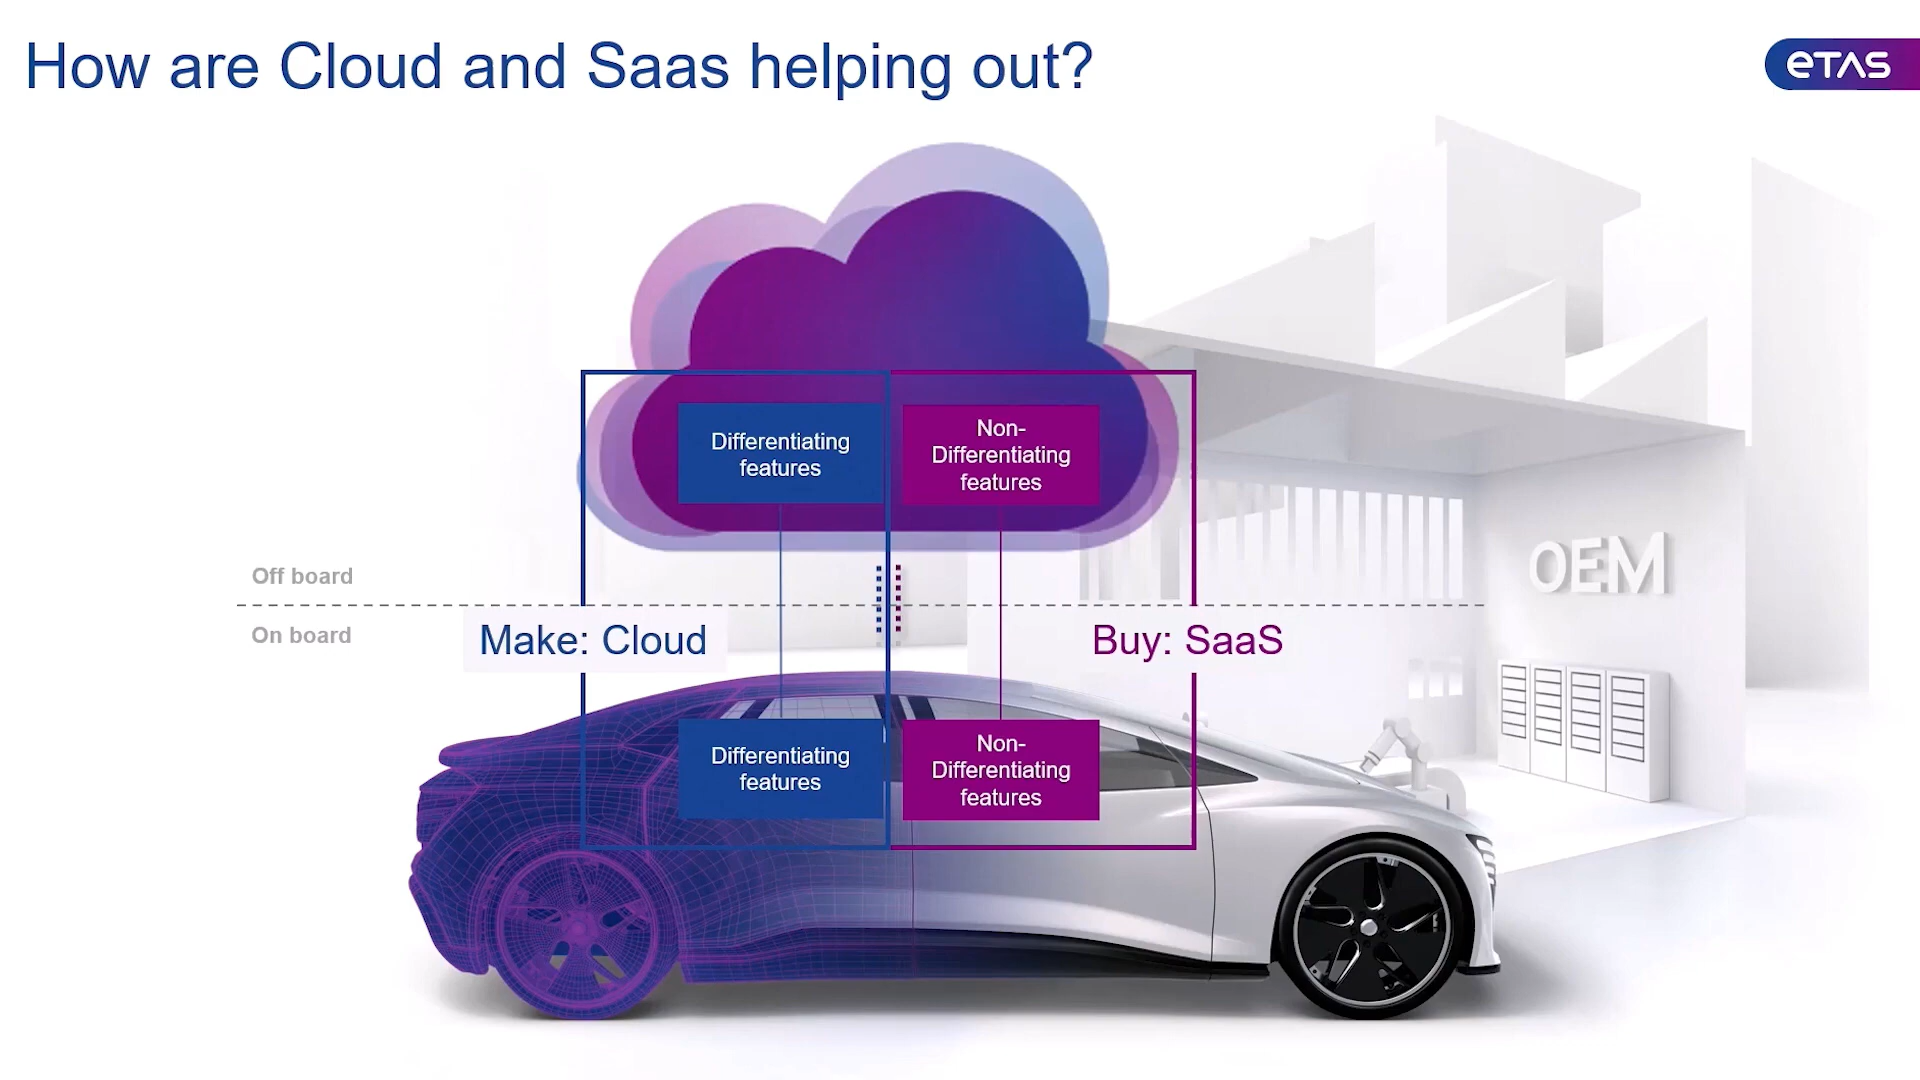 How are Cloud and Saas helping out?
eTAS
Differentiating
features
Non-
Differentiating
features
OEM
Off board
On board
Make: Cloud
Buy: SaaS
Differentiating
features
Non-
Differentiating
features